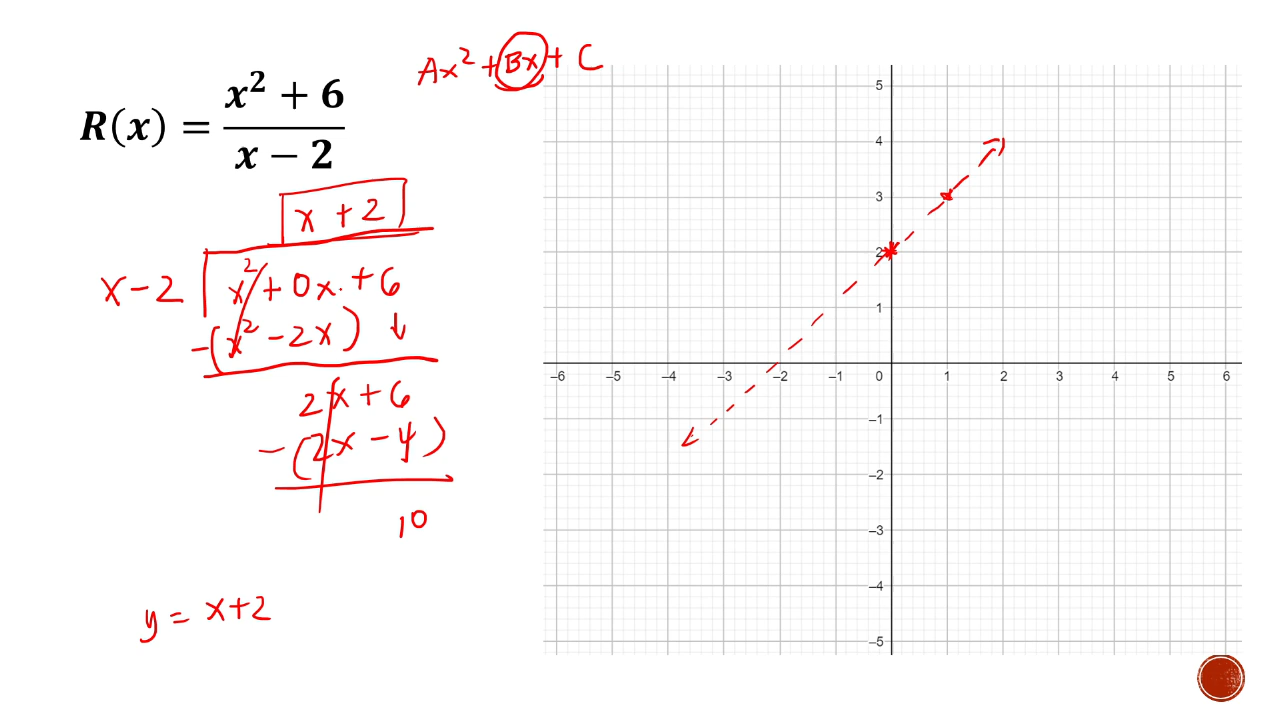 Ax² + Bx + C
R(x) = (x² + 6)/(x − 2)
x + 2
x − 2 x² + 0x + 6
−(x² − 2x) ↓
2x + 6
−(2x − 4)
10
y = x + 2
5
4
3
2
1
−6 −5 −4 −3 −2 −1 0 1 2 3 4 5 6
−1
−2
−3
−4
−5